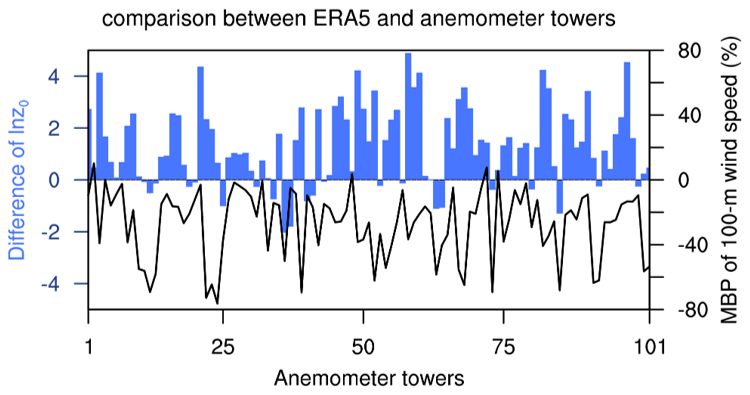 comparison between ERA5 and anemometer towers
Difference of lnz₀
4
2
0
-2
-4
80
40
0
-40
-80
MBP of 100-m wind speed (%)
1 25 50 75 101
Anemometer towers